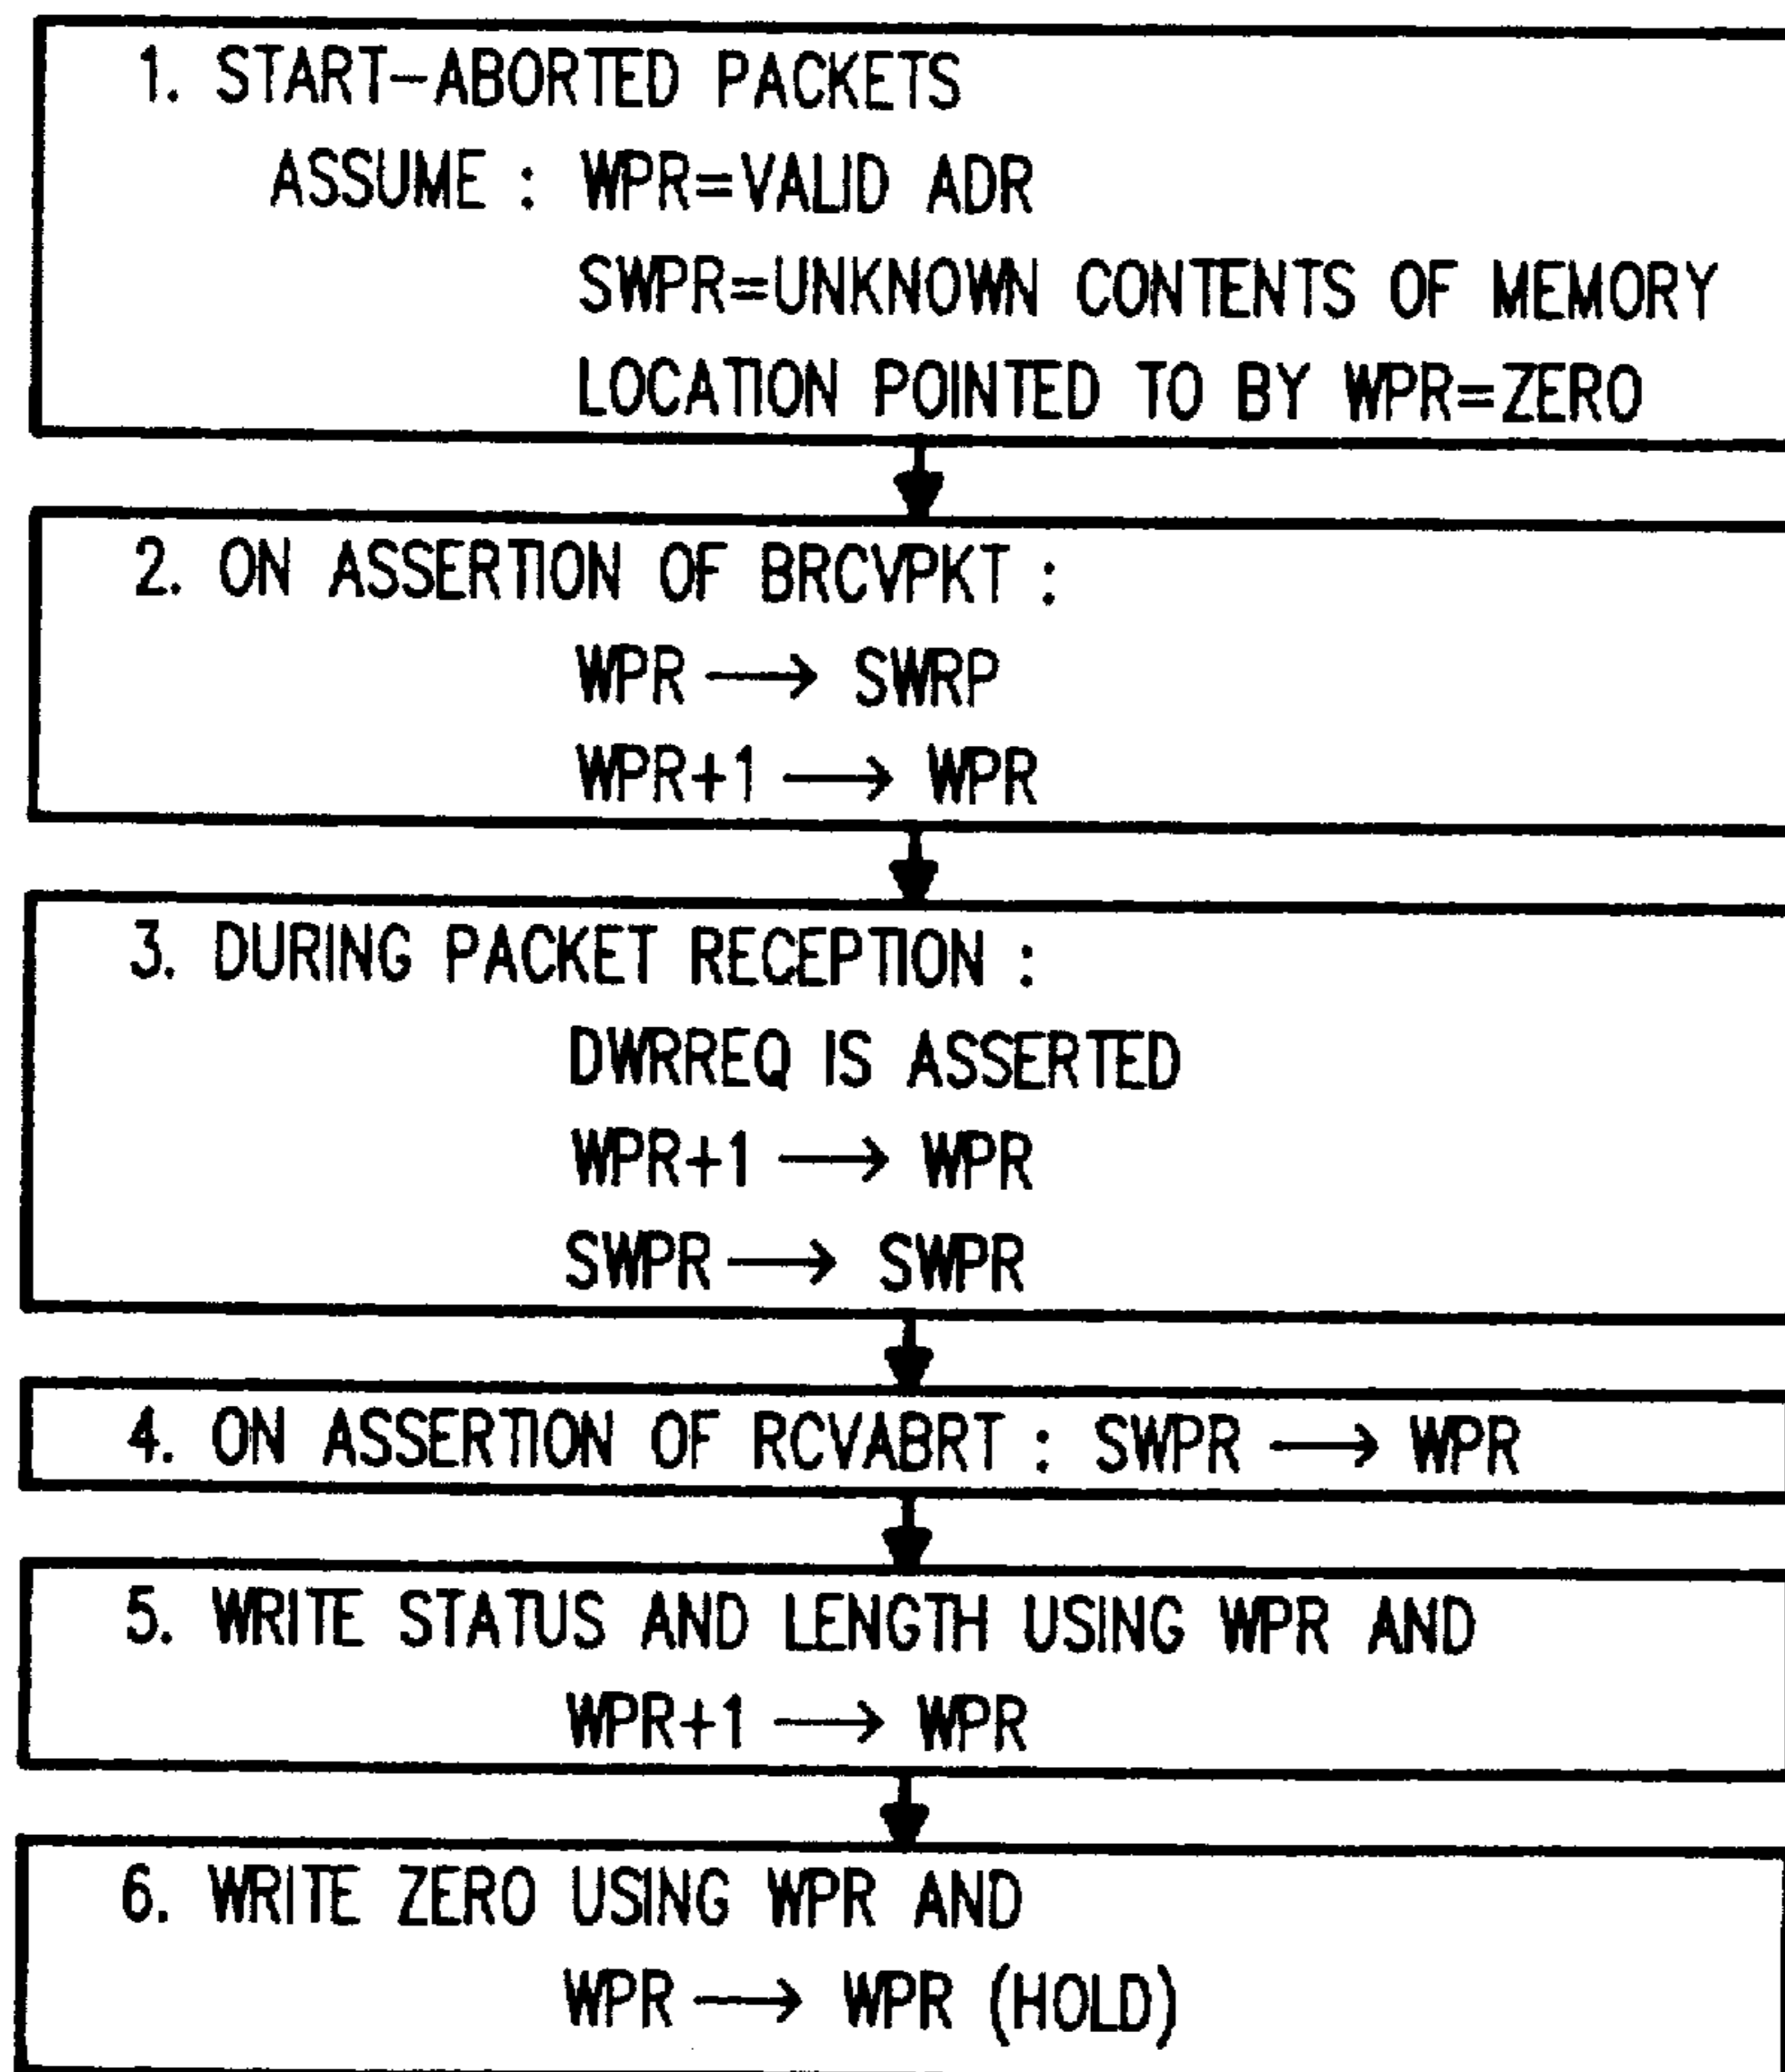 1. START-ABORTED PACKETS
ASSUME : WPR=VALID ADR
SWPR=UNKNOWN CONTENTS OF MEMORY
LOCATION POINTED TO BY WPR=ZERO
2. ON ASSERTION OF BRCVPKT :
WPR → SWRP
WPR+1 → WPR
3. DURING PACKET RECEPTION :
DWRREQ IS ASSERTED
WPR+1 → WPR
SWPR → SWPR
4. ON ASSERTION OF RCVABRT : SWPR → WPR
5. WRITE STATUS AND LENGTH USING WPR AND
WPR+1 → WPR
6. WRITE ZERO USING WPR AND
WPR → WPR (HOLD)